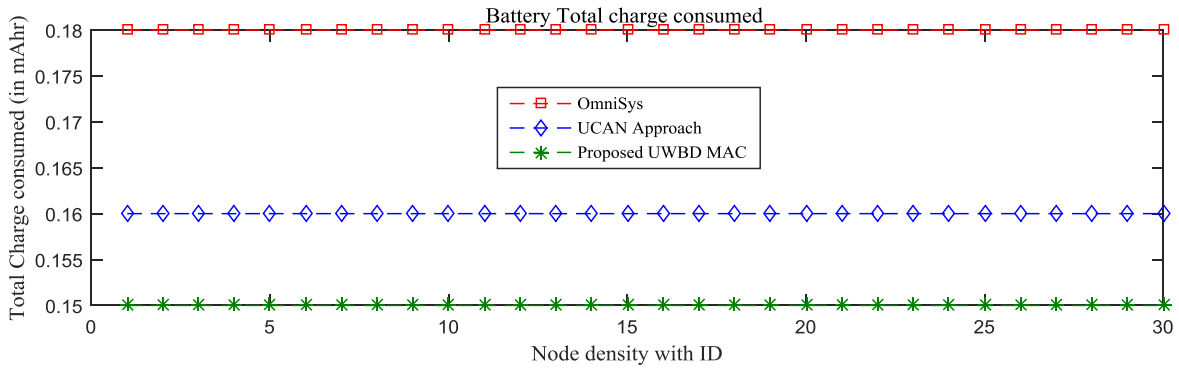 Battery Total charge consumed
Total Charge consumed (in mAhr)
0.18
0.175
0.17
0.165
0.16
0.155
0.15
OmniSys
UCAN Approach
Proposed UWBD MAC
0 5 10 15 20 25 30
Node density with ID